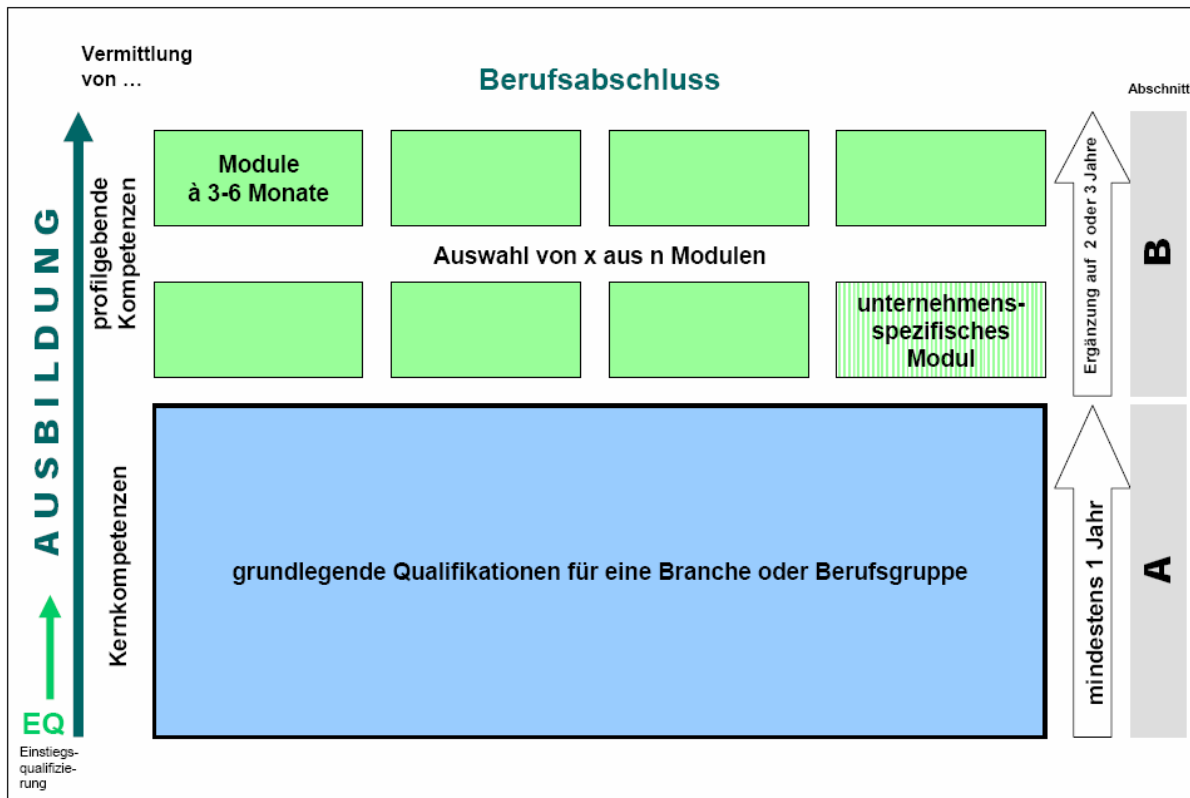 Vermittlung
von ...
Berufsabschluss
Abschnitt
AUSBILDUNG
profilgebende
Kompetenzen
Module
à 3-6 Monate
Auswahl von x aus n Modulen
unternehmens-
spezifisches
Modul
Ergänzung auf 2 oder 3 Jahre
B
Kernkompetenzen
grundlegende Qualifikationen für eine Branche oder Berufsgruppe
mindestens 1 Jahr
A
EQ
Einstiegs-
qualifizie-
rung